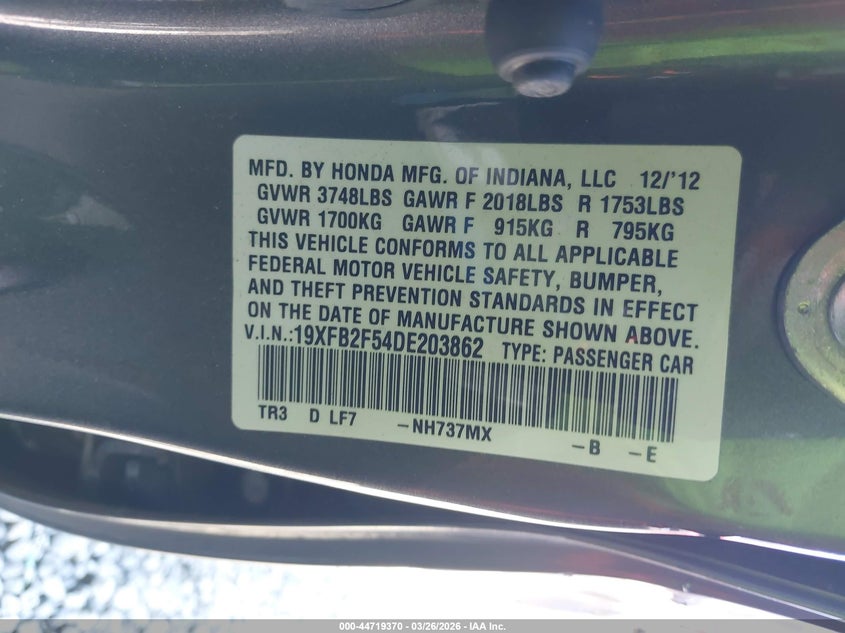 MFD. BY HONDA MFG. OF INDIANA, LLC 12/'12
GVWR 3748LBS GAWR F 2018LBS R 1753LBS
GVWR 1700KG GAWR F 915KG R 795KG
THIS VEHICLE CONFORMS TO ALL APPLICABLE
FEDERAL MOTOR VEHICLE SAFETY, BUMPER,
AND THEFT PREVENTION STANDARDS IN EFFECT
ON THE DATE OF MANUFACTURE SHOWN ABOVE.
V.I.N.:19XFB2F54DE203862 TYPE: PASSENGER CAR
TR3 D LF7 -NH737MX -B -E
000-44719370 - 03/26/2026 - IAA Inc.